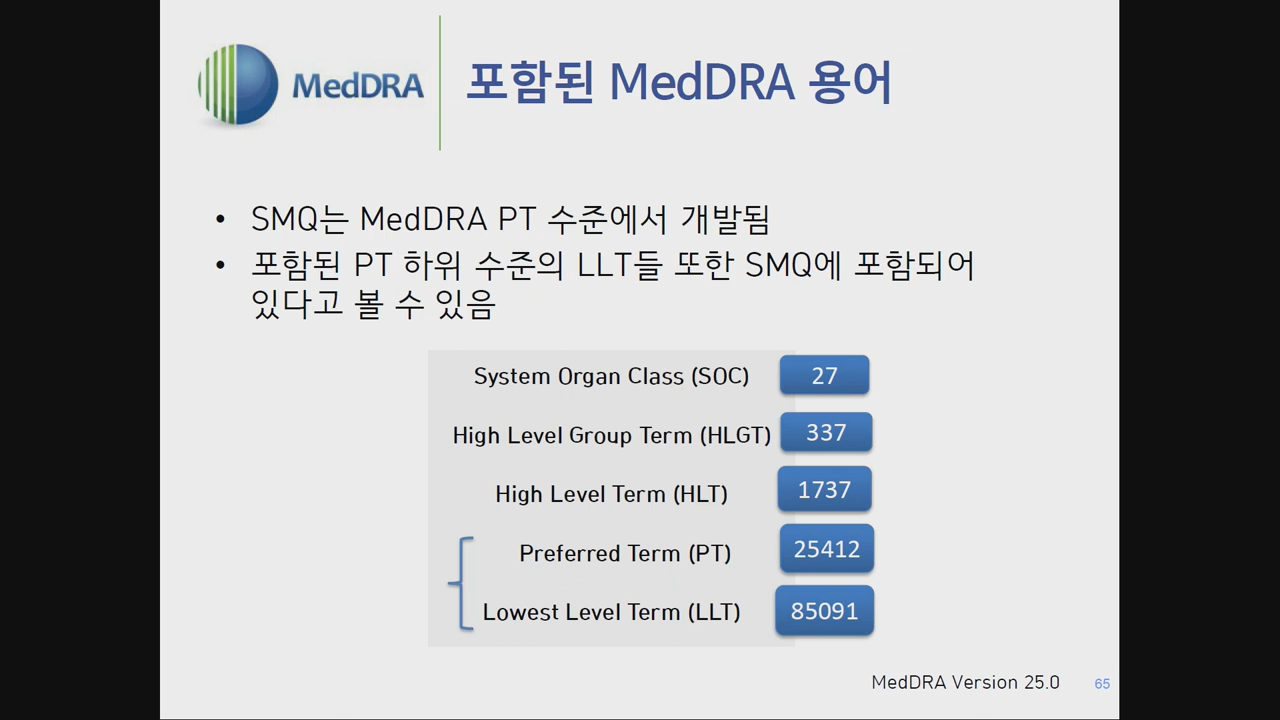 MedDRA
포함된 MedDRA 용어
• SMQ는 MedDRA PT 수준에서 개발됨
• 포함된 PT 하위 수준의 LLT들 또한 SMQ에 포함되어
있다고 볼 수 있음
System Organ Class (SOC) 27
High Level Group Term (HLGT) 337
High Level Term (HLT) 1737
Preferred Term (PT) 25412
Lowest Level Term (LLT) 85091
MedDRA Version 25.0 65